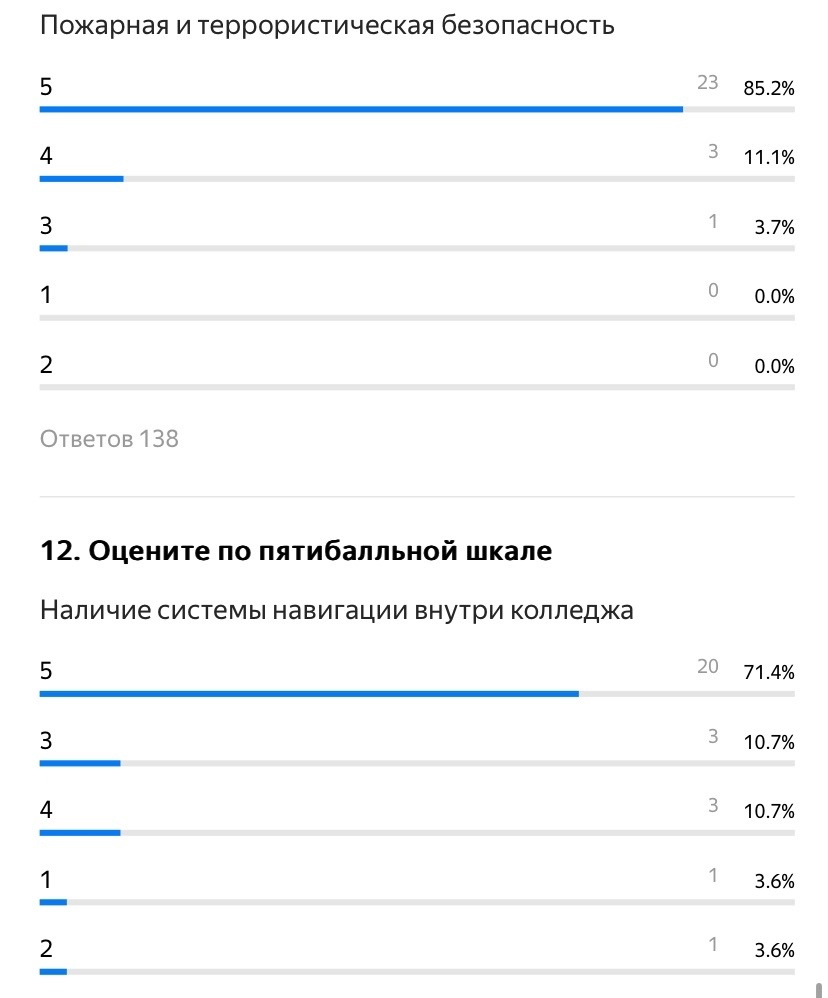 Пожарная и террористическая безопасность
5 23 85.2%
4 3 11.1%
3 1 3.7%
1 0 0.0%
2 0 0.0%
Ответов 138
12. Оцените по пятибалльной шкале
Наличие системы навигации внутри колледжа
5 20 71.4%
3 3 10.7%
4 3 10.7%
1 1 3.6%
2 1 3.6%